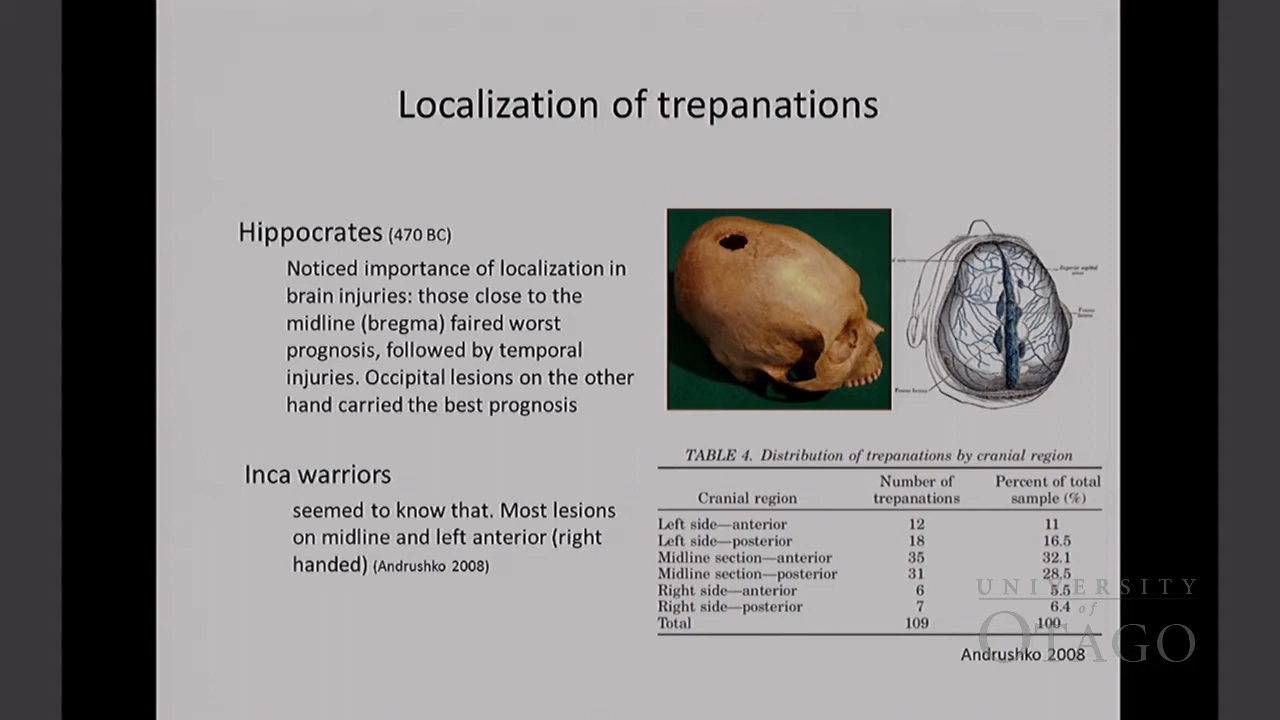 Localization of trepanations
Hippocrates (470 BC)
Noticed importance of localization in
brain injuries: those close to the
midline (bregma) faired worst
prognosis, followed by temporal
injuries. Occipital lesions on the other
hand carried the best prognosis
Inca warriors
seemed to know that. Most lesions
on midline and left anterior (right
handed) (Andrushko 2008)
Superior sagittal
TABLE 4. Distribution of trepanations by cranial region
Cranial region Number of trepanations Percent of total sample (%)
Left side—anterior 12 11
Left side—posterior 18 16.5
Midline section—anterior 35 32.1
Midline section—posterior 31 28.5
Right side—anterior 6 5.5
Right side—posterior 7 6.4
Total 109 100
Andrushko 2008
UNIVERSITY
of
OTAGO